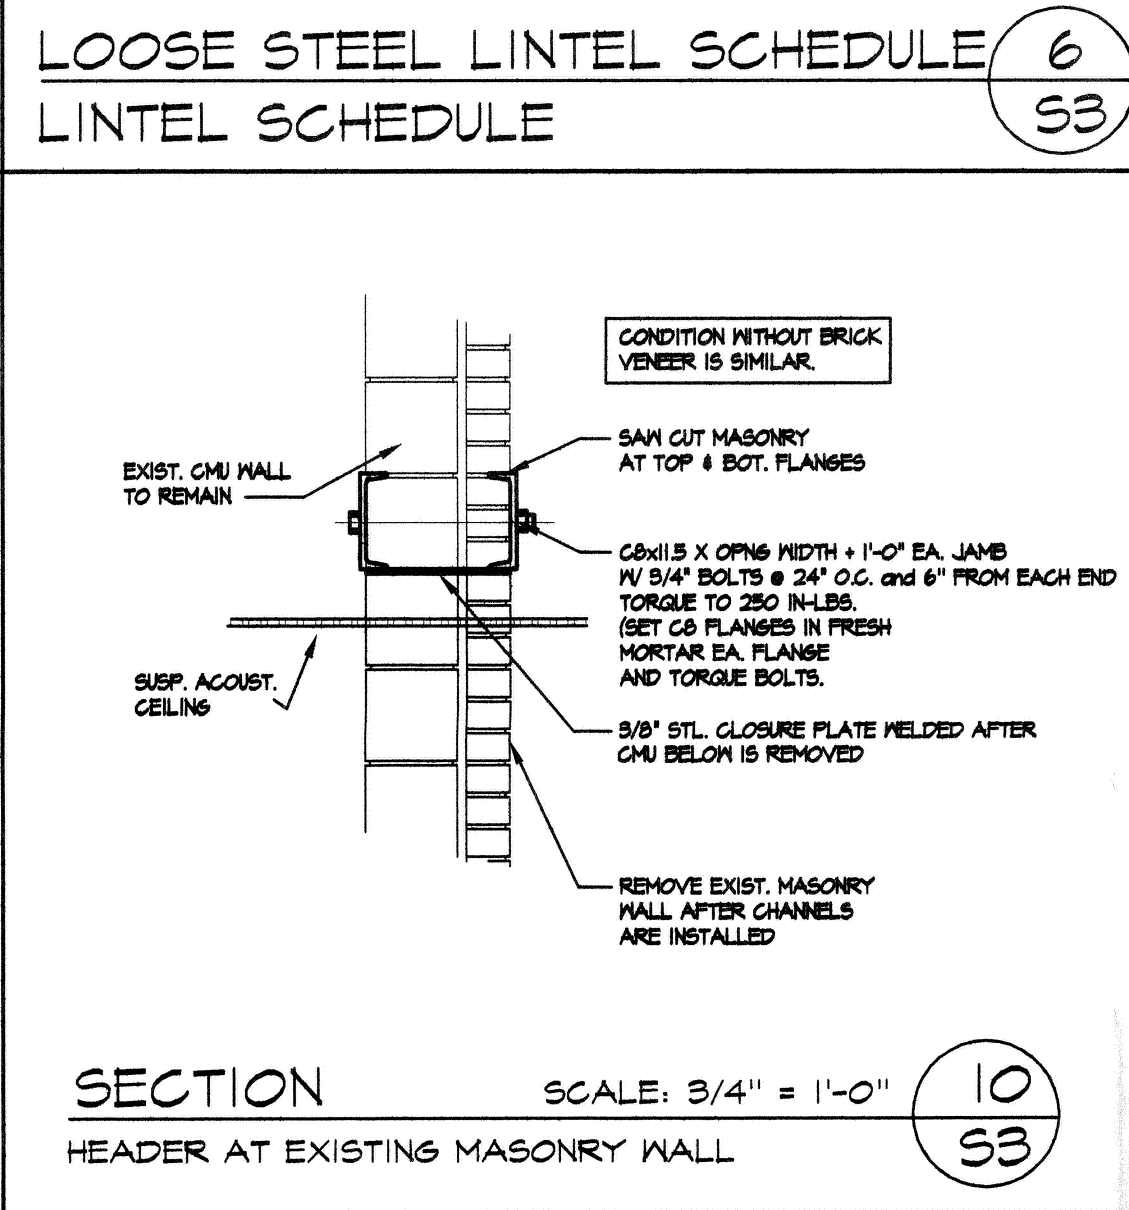 LOOSE STEEL LINTEL SCHEDULE
6
LINTEL SCHEDULE
S3
CONDITION WITHOUT BRICK
VENEER IS SIMILAR.
SAW CUT MASONRY
AT TOP & BOT. FLANGES
EXIST. CMU WALL
TO REMAIN
C8x11.5 X OPNG WIDTH + 1'-0" EA. JAMB
W/ 3/4" BOLTS @ 24" O.C. and 6" FROM EACH END
TORQUE TO 250 IN-LBS.
(SET C8 FLANGES IN FRESH
MORTAR EA. FLANGE
AND TORQUE BOLTS.
SUSP. ACOUST.
CEILING
3/8" STL. CLOSURE PLATE WELDED AFTER
CMU BELOW IS REMOVED
REMOVE EXIST. MASONRY
WALL AFTER CHANNELS
ARE INSTALLED
SECTION
SCALE: 3/4" = 1'-0"
10
HEADER AT EXISTING MASONRY WALL
S3